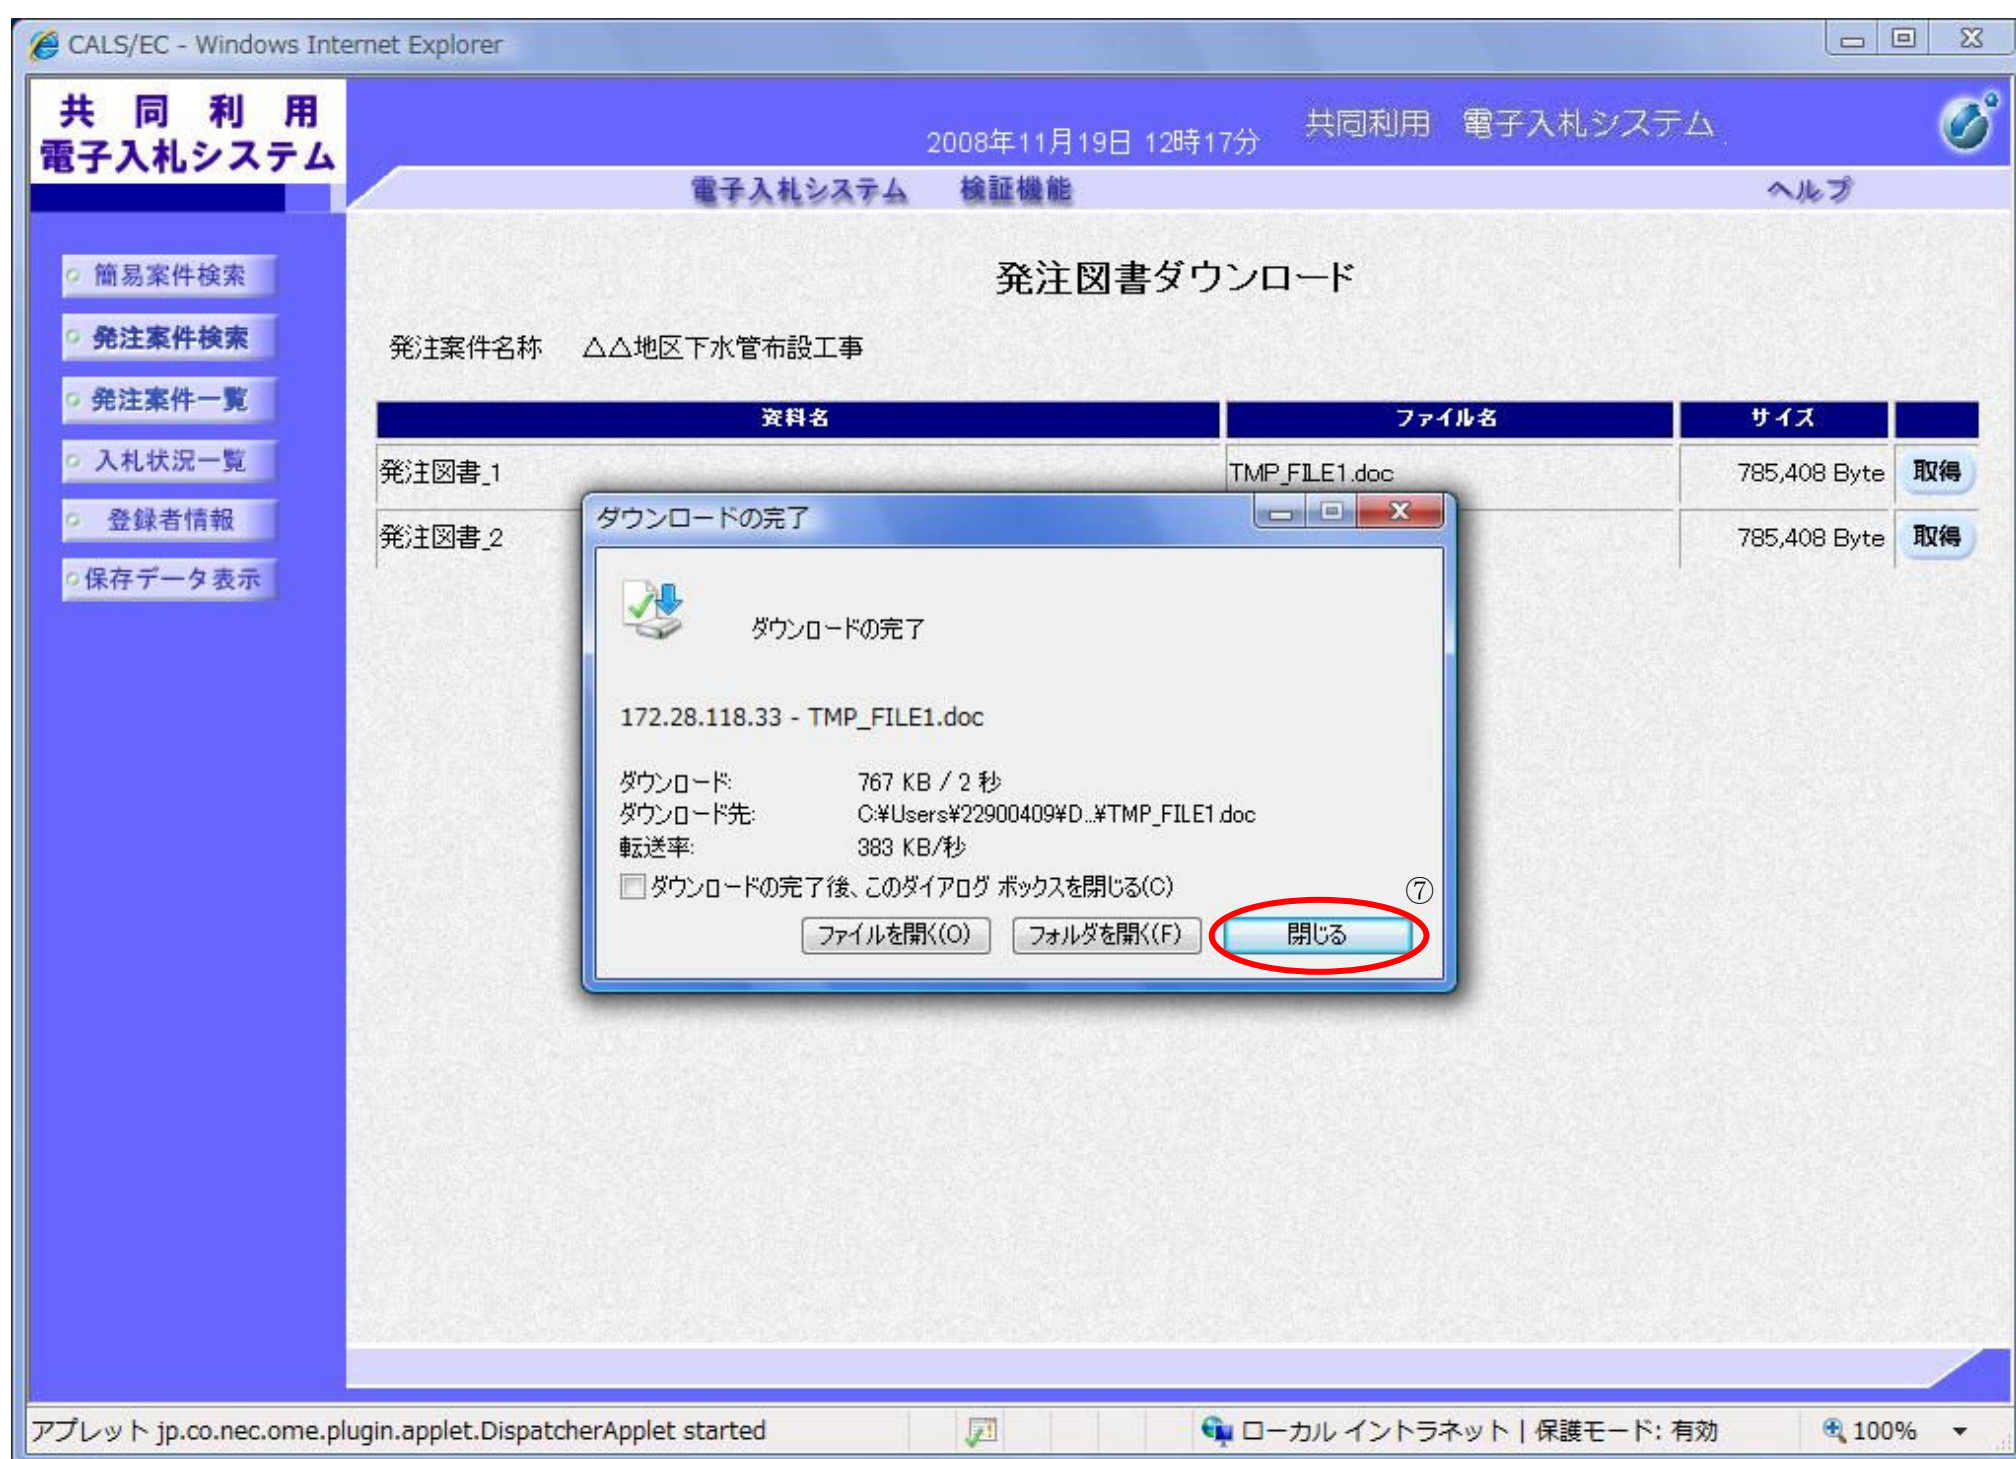 CALS/EC - Windows Internet Explorer
共同利用
電子入札システム
2008年11月19日 12時17分
共同利用 電子入札システム
電子入札システム 検証機能 ヘルプ
簡易案件検索
発注案件検索
発注案件一覧
入札状況一覧
登録者情報
保存データ表示
発注図書ダウンロード
発注案件名称 △△地区下水管布設工事
資料名 ファイル名 サイズ
発注図書_1 TMP_FILE1.doc 785,408 Byte 取得
発注図書_2 785,408 Byte 取得
ダウンロードの完了
ダウンロードの完了
172.28.118.33 - TMP_FILE1.doc
ダウンロード: 767 KB / 2 秒
ダウンロード先: C:¥Users¥22900409¥D...¥TMP_FILE1.doc
転送率: 383 KB/秒
ダウンロードの完了後、このダイアログ ボックスを閉じる(C)
⑦
ファイルを開く(O) フォルダを開く(F) 閉じる
アプレット jp.co.nec.ome.plugin.applet.DispatcherApplet started
ローカル イントラネット | 保護モード: 有効
100%